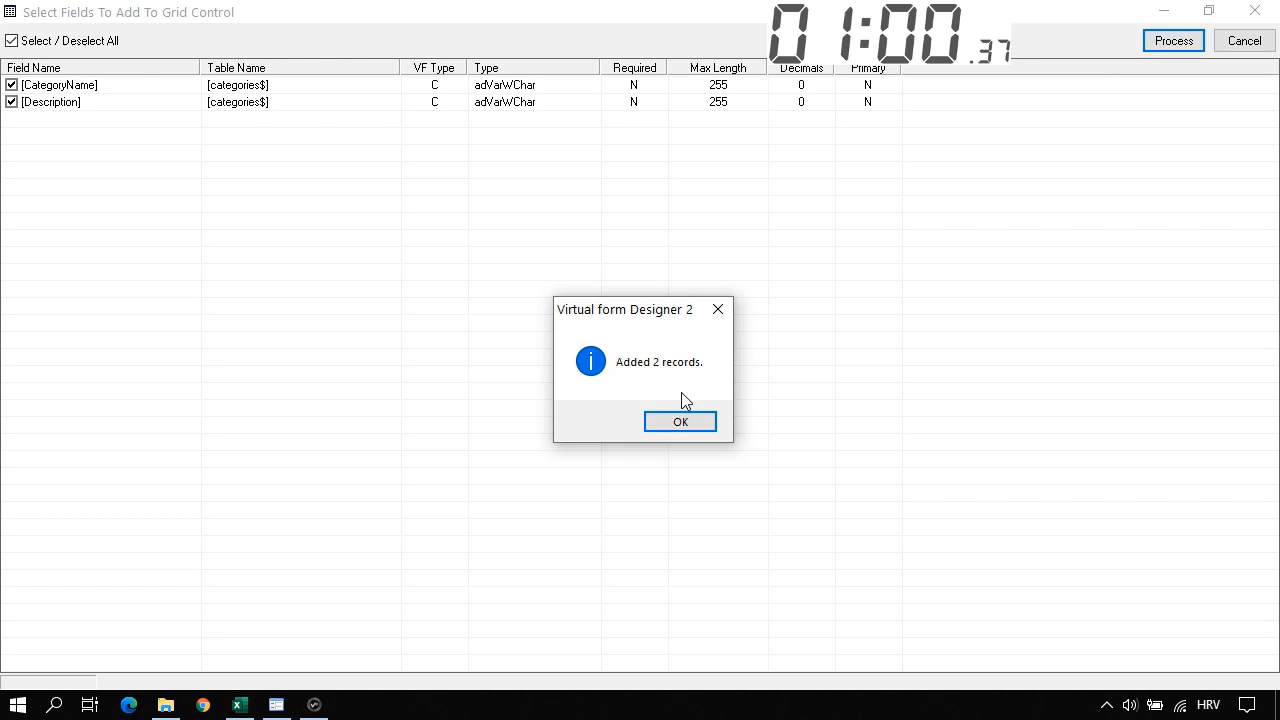 Select Fields To Add To Grid Control
01:00.37
Select / Deselect All
Process
Cancel
Field Name Table Name VF Type Type Required Max Length Decimals Primary
[CategoryName] [categories$] C adVarWChar N 255 0 N
[Description] [categories$] C adVarWChar N 255 0 N
Virtual form Designer 2
Added 2 records.
OK
HRV